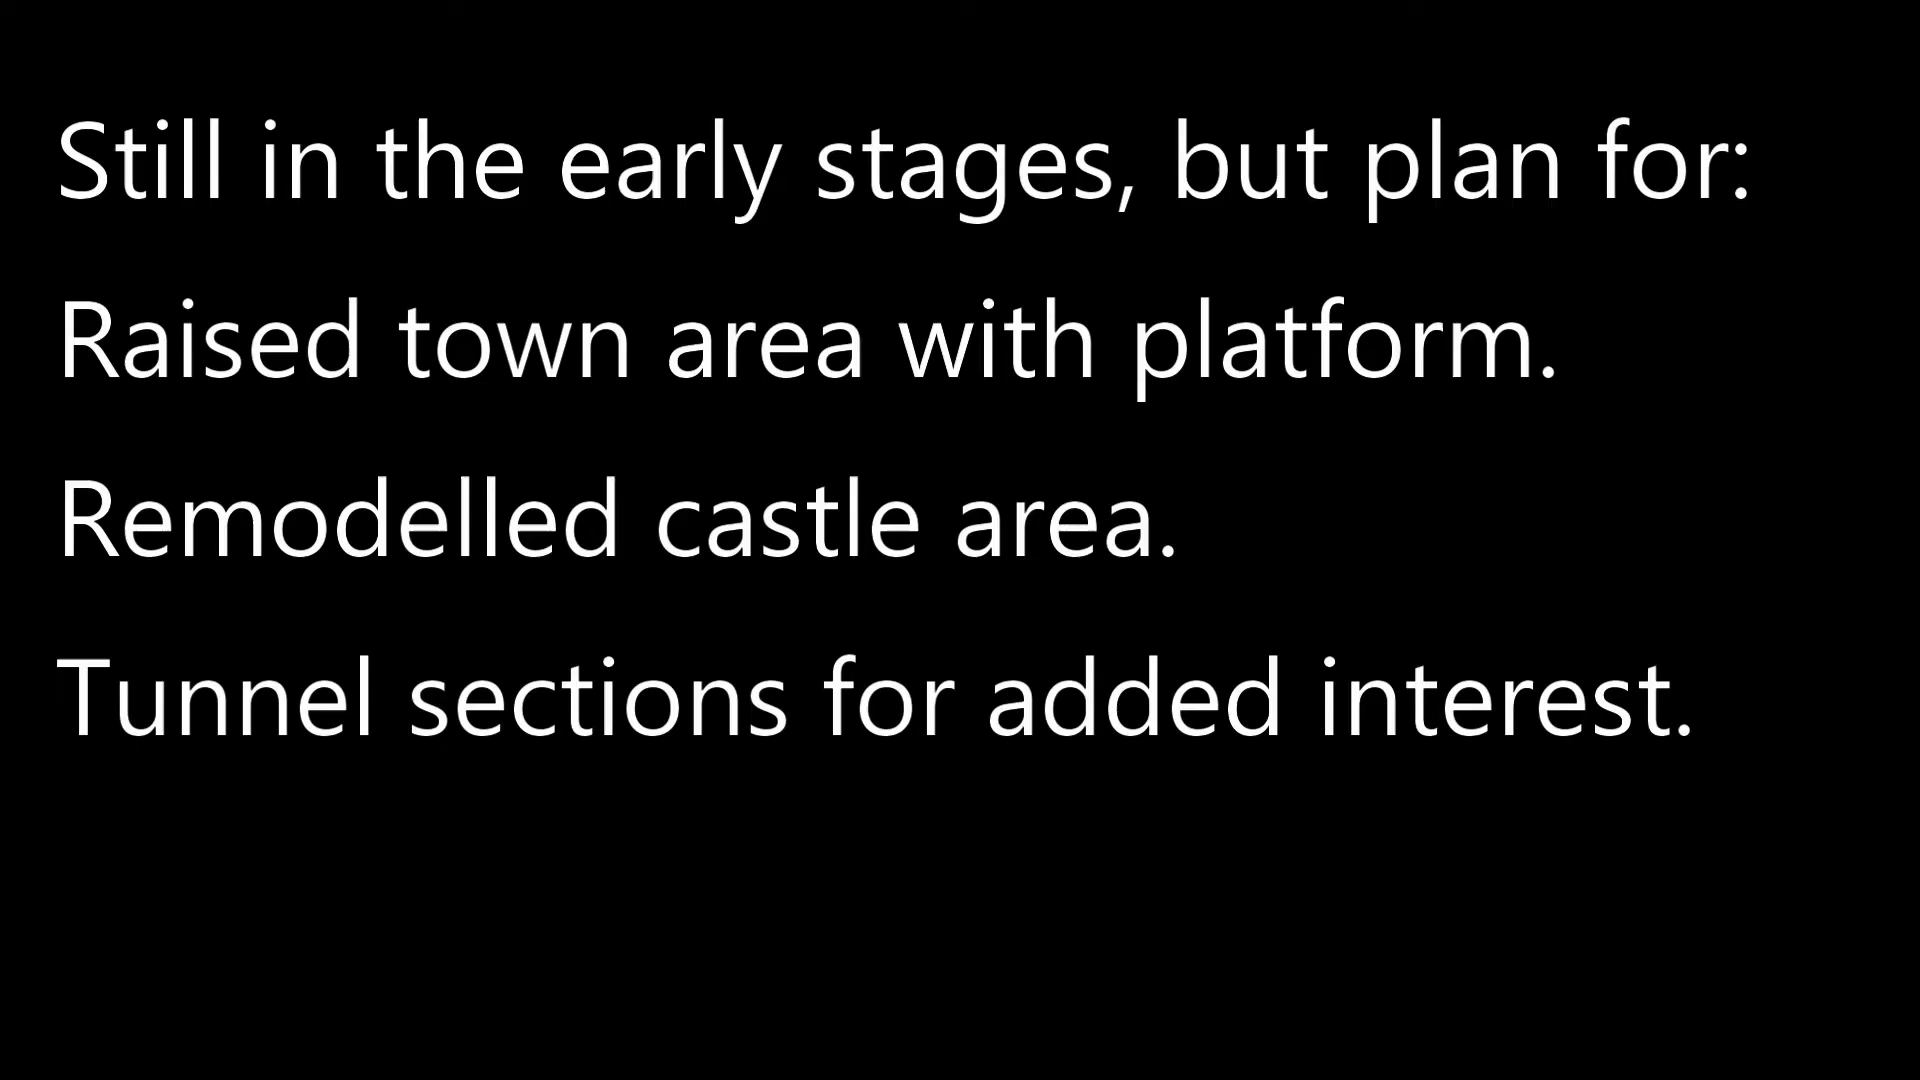 Still in the early stages, but plan for:
Raised town area with platform.
Remodelled castle area.
Tunnel sections for added interest.